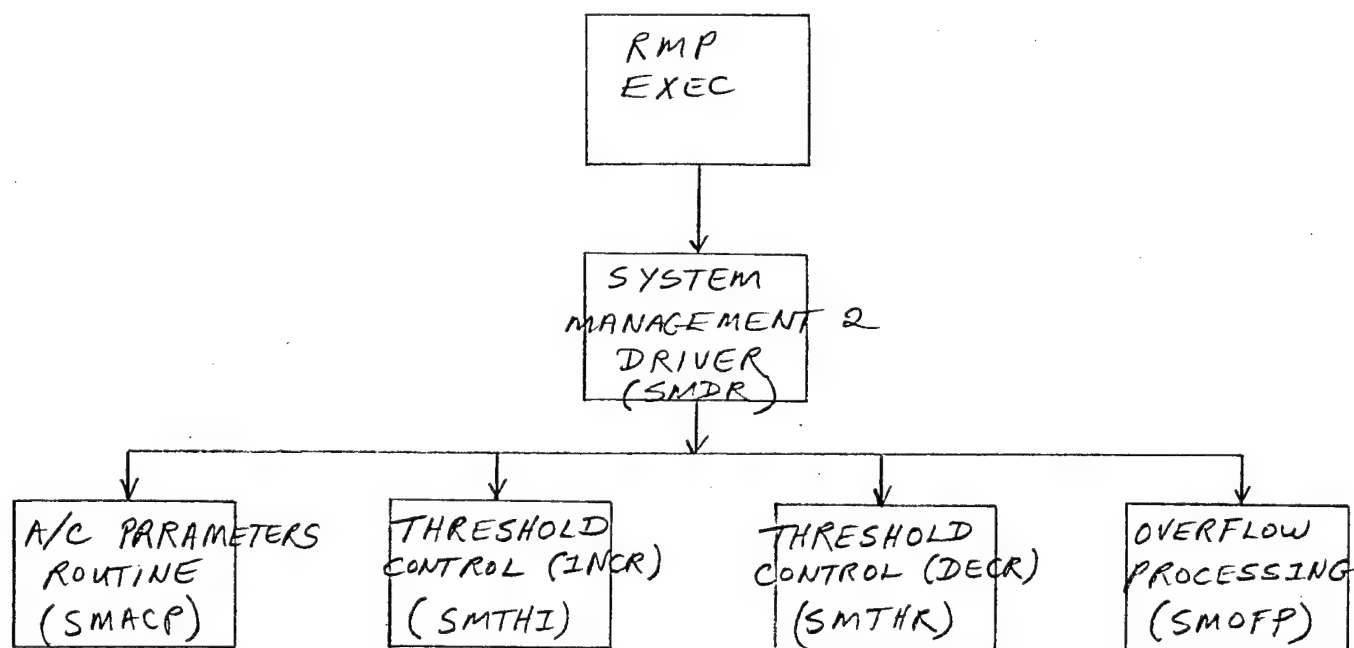 RMP
EXEC
SYSTEM
MANAGEMENT 2
DRIVER
(SMDR)
A/C PARAMETERS
ROUTINE
(SMACP)
THRESHOLD
CONTROL (INCR)
(SMTHI)
THRESHOLD
CONTROL (DECR)
(SMTHR)
OVERFLOW
PROCESSING
(SMOFP)